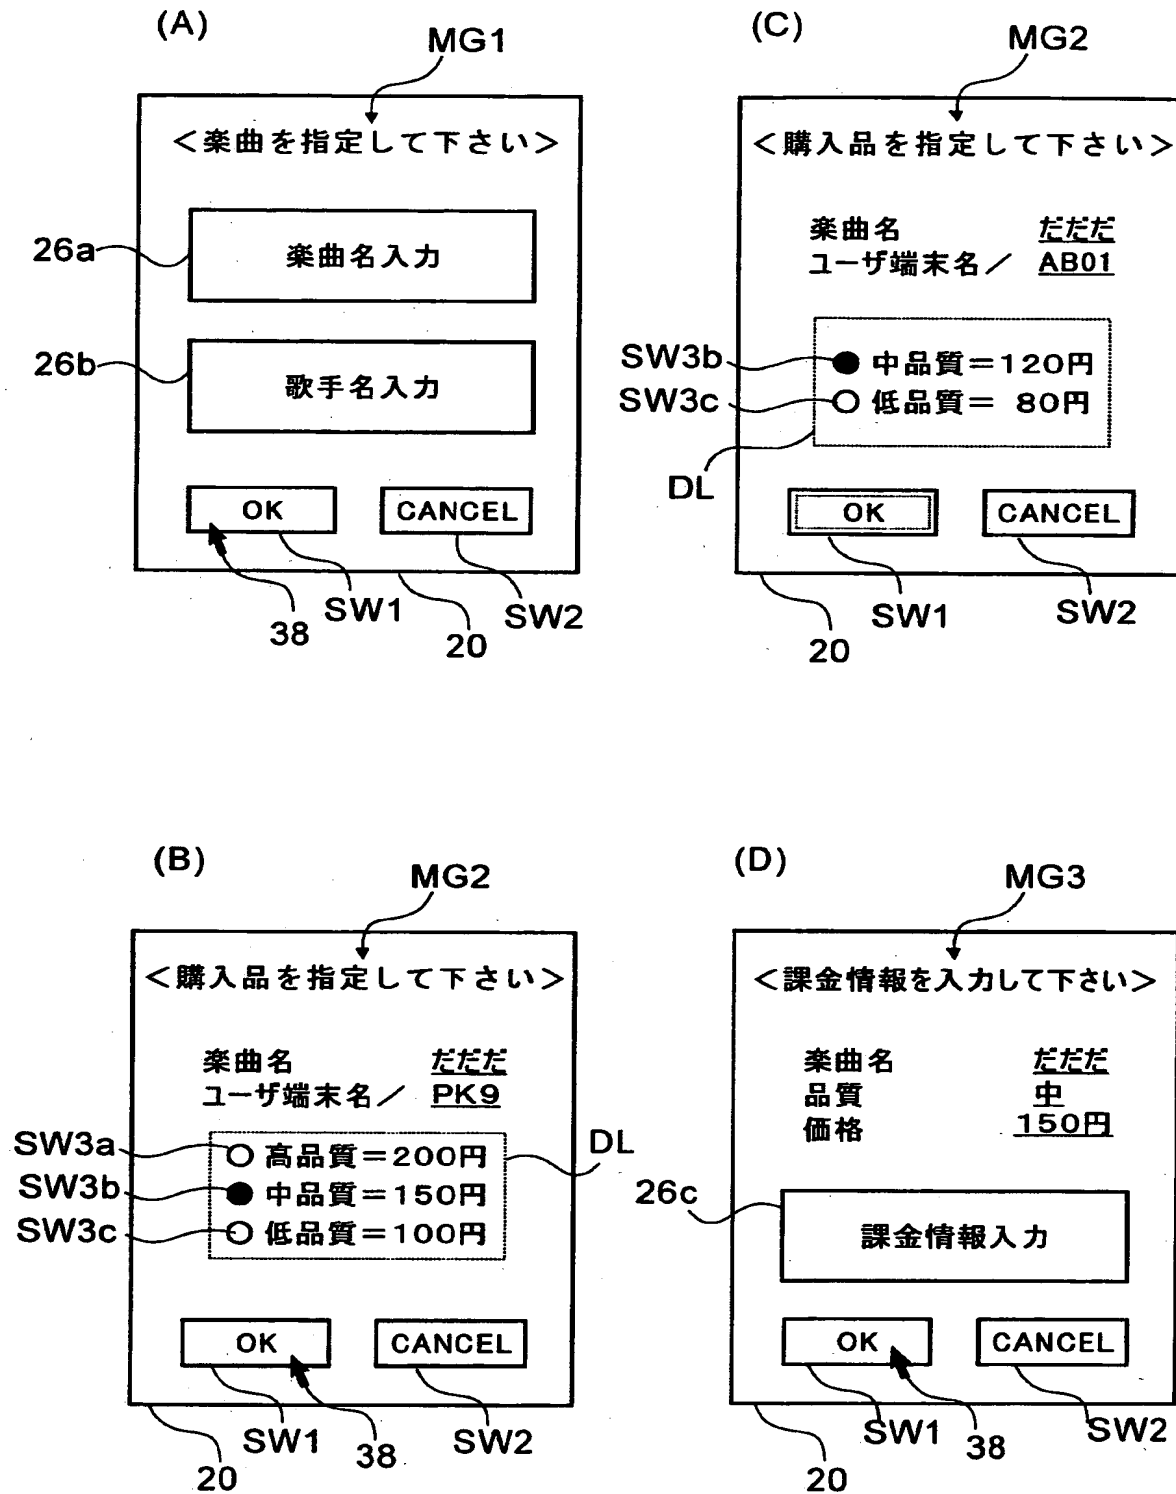 (A)
MG1
<楽曲を指定して下さい>
26a
楽曲名入力
26b
歌手名入力
OK
CANCEL
38
SW1
20
SW2
(C)
MG2
<購入品を指定して下さい>
楽曲名 だだだ
ユーザ端末名/ AB01
SW3b
●中品質=120円
SW3c
○低品質= 80円
DL
OK
CANCEL
SW1
SW2
20
(B)
MG2
<購入品を指定して下さい>
楽曲名 だだだ
ユーザ端末名/ PK9
SW3a
○高品質=200円
DL
SW3b
●中品質=150円
SW3c
○低品質=100円
OK
CANCEL
20
SW1
38
SW2
(D)
MG3
<課金情報を入力して下さい>
楽曲名 だだだ
品質 中
価格 150円
26c
課金情報入力
OK
CANCEL
20
SW1
38
SW2